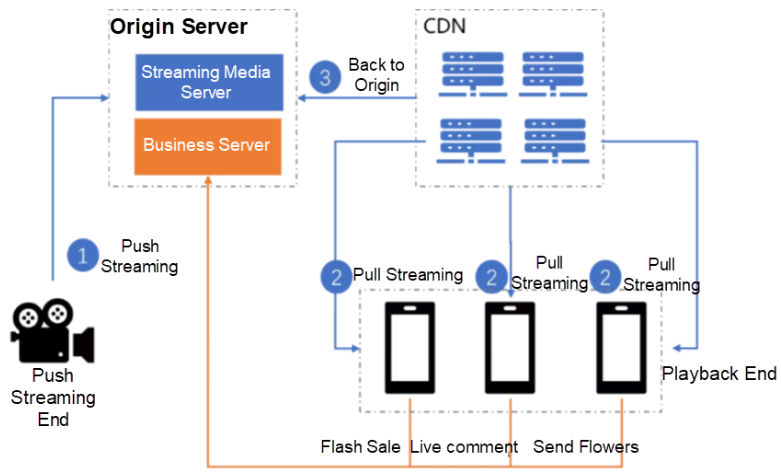 Origin Server
CDN
Streaming Media
Server
Business Server
3
Back to
Origin
1
Push
Streaming
2
Pull Streaming
2
Pull
Streaming
2
Pull
Streaming
Push
Streaming
End
Playback End
Flash Sale
Live comment
Send Flowers